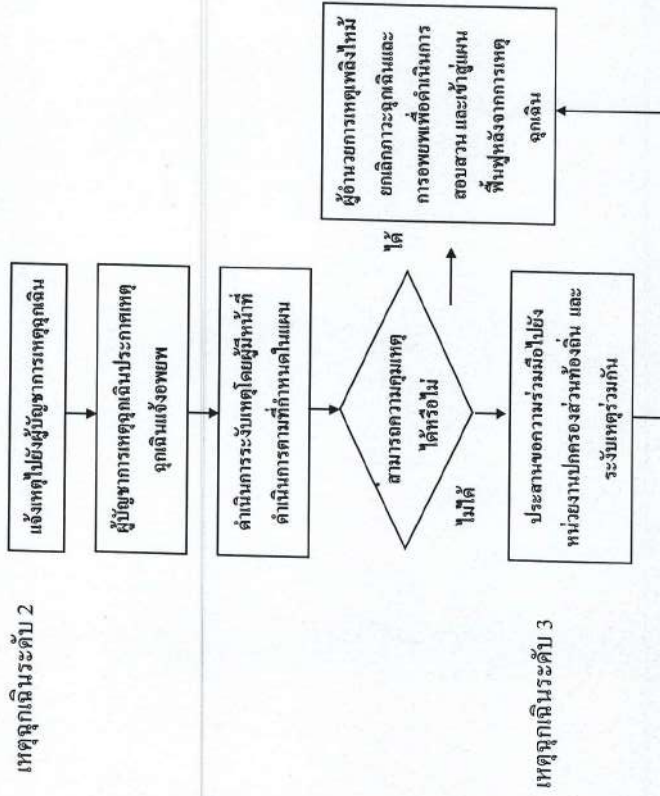 เหตุฉุกเฉินระดับ 2
แจ้งเหตุไปยังผู้บัญชาการเหตุฉุกเฉิน
ผู้บัญชาการเหตุฉุกเฉินประกาศเหตุ
ฉุกเฉินแจ้งอพยพ
ดำเนินการระงับเหตุโดยผู้มีหน้าที่
ดำเนินการตามที่กำหนดในแผน
สามารถความคุมเหตุ
ได้หรือไม่
ได้
ผู้อำนวยการเหตุเพลิงไหม้
ยกเลิกภาวะฉุกเฉินและ
การอพยพเพื่อดำเนินการ
สอบสวน และเข้าสู่แผน
ฟื้นฟูหลังจากการเหตุ
ฉุกเฉิน
ไม่ได้
เหตุฉุกเฉินระดับ 3
ประสานขอความร่วมมือไปยัง
หน่วยงานปกครองส่วนท้องถิ่น และ
ระงับเหตุร่วมกัน